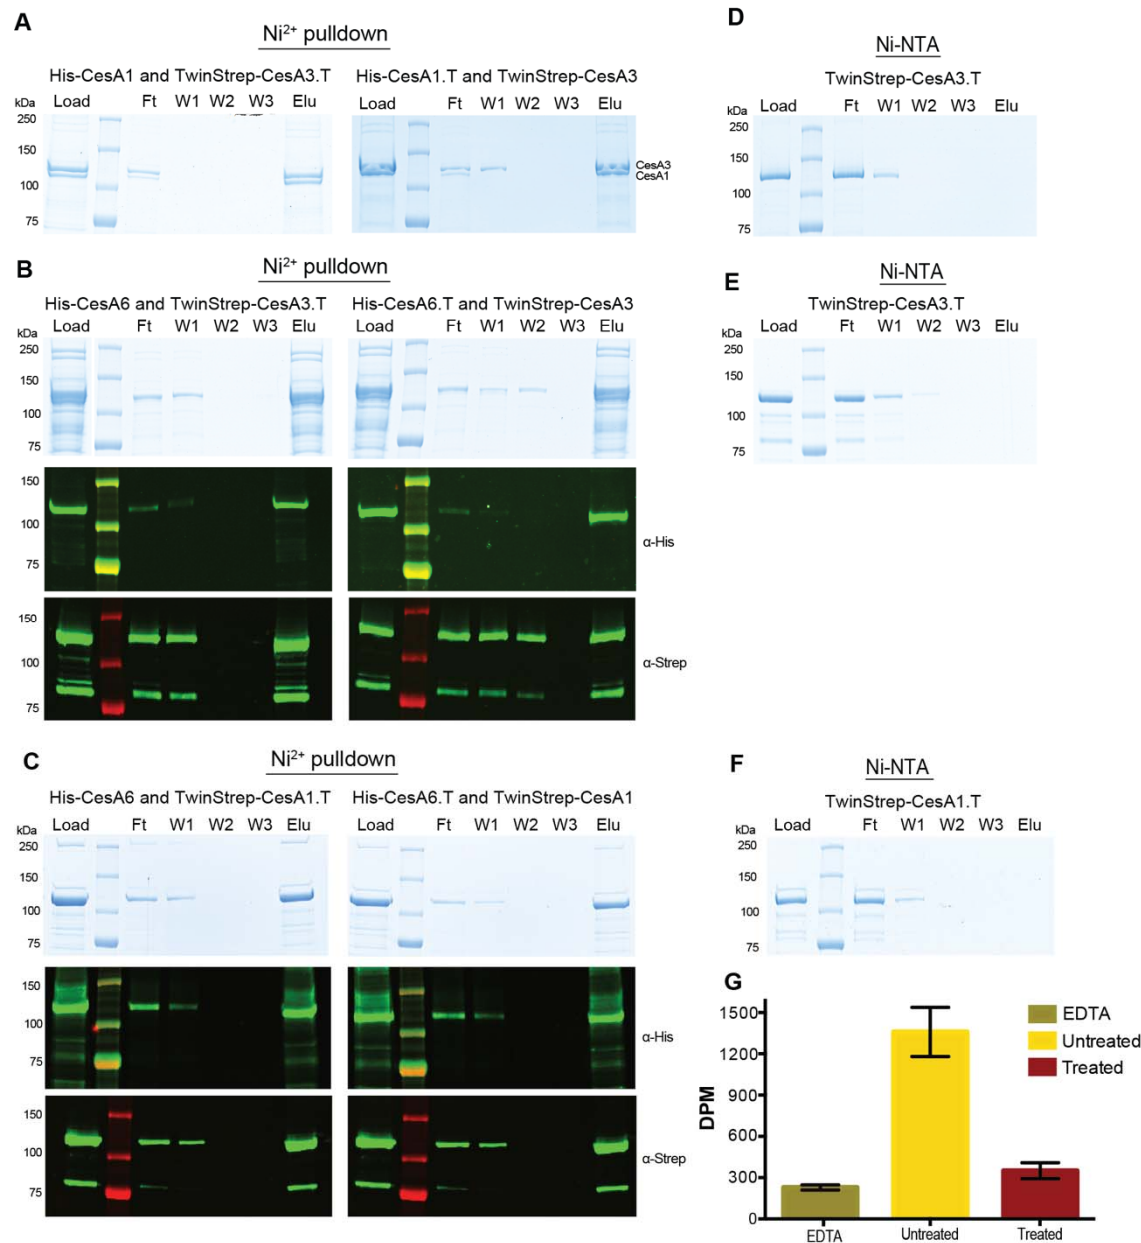 A
Ni²⁺ pulldown
His-CesA1 and TwinStrep-CesA3.T
His-CesA1.T and TwinStrep-CesA3
kDa
Load Ft W1 W2 W3 Elu
Load Ft W1 W2 W3 Elu
250
150
100
75
CesA3
CesA1
D
Ni-NTA
TwinStrep-CesA3.T
kDa
Load Ft W1 W2 W3 Elu
250
150
100
75
B
Ni²⁺ pulldown
His-CesA6 and TwinStrep-CesA3.T
His-CesA6.T and TwinStrep-CesA3
kDa
Load Ft W1 W2 W3 Elu
Load Ft W1 W2 W3 Elu
250
150
100
75
150
100
75
α-His
150
100
75
α-Strep
E
Ni-NTA
TwinStrep-CesA3.T
kDa
Load Ft W1 W2 W3 Elu
250
150
100
75
C
Ni²⁺ pulldown
His-CesA6 and TwinStrep-CesA1.T
His-CesA6.T and TwinStrep-CesA1
kDa
Load Ft W1 W2 W3 Elu
Load Ft W1 W2 W3 Elu
250
150
100
75
150
100
75
α-His
150
100
75
α-Strep
F
Ni-NTA
TwinStrep-CesA1.T
kDa
Load Ft W1 W2 W3 Elu
250
150
100
75
G
DPM
1500
1200
900
600
300
0
EDTA
Untreated
Treated
EDTA Untreated Treated